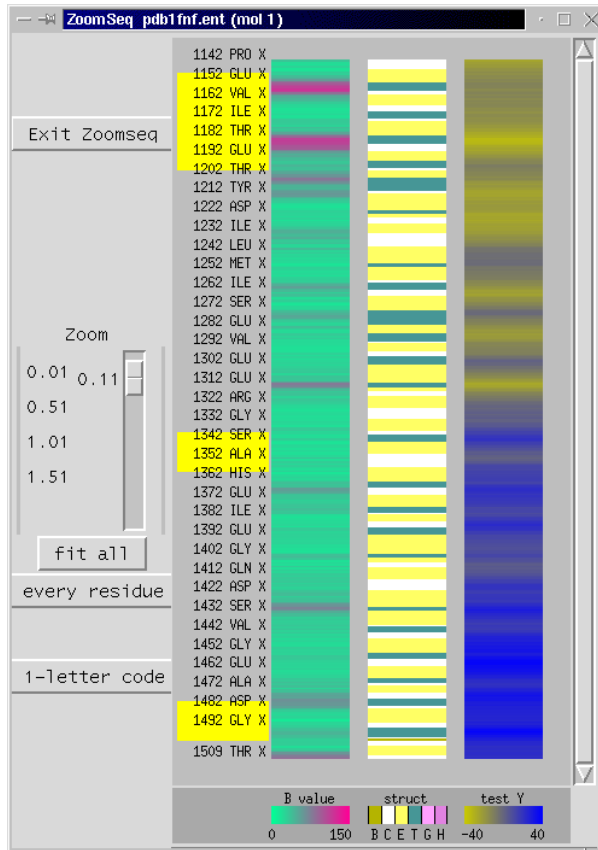 ZoomSeq pdb1fnf.ent (mol 1)
Exit Zoomseq
Zoom
0.01
0.11
0.51
1.01
1.51
fit all
every residue
1-letter code
1142 PRO X
1152 GLU X
1162 VAL X
1172 ILE X
1182 THR X
1192 GLU X
1202 THR X
1212 TYR X
1222 ASP X
1232 ILE X
1242 LEU X
1252 MET X
1262 ILE X
1272 SER X
1282 GLU X
1292 VAL X
1302 GLU X
1312 GLU X
1322 ARG X
1332 GLY X
1342 SER X
1352 ALA X
1362 HIS X
1372 GLU X
1382 ILE X
1392 GLU X
1402 GLY X
1412 GLN X
1422 ASP X
1432 SER X
1442 VAL X
1452 GLY X
1462 GLU X
1472 ALA X
1482 ASP X
1492 GLY X
1509 THR X
B value
0 150
struct
B C E T G H
test Y
-40 40